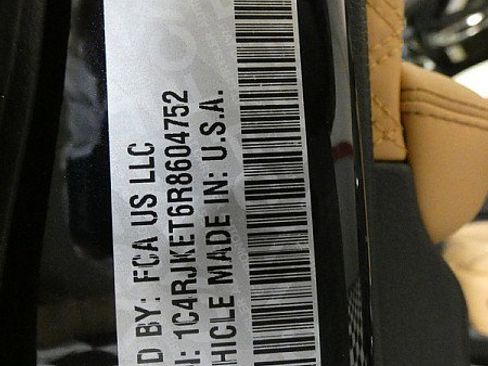 D BY: FCA US LLC
N: 1C4RJKET6R8604752
HICLE MADE IN: U.S.A.